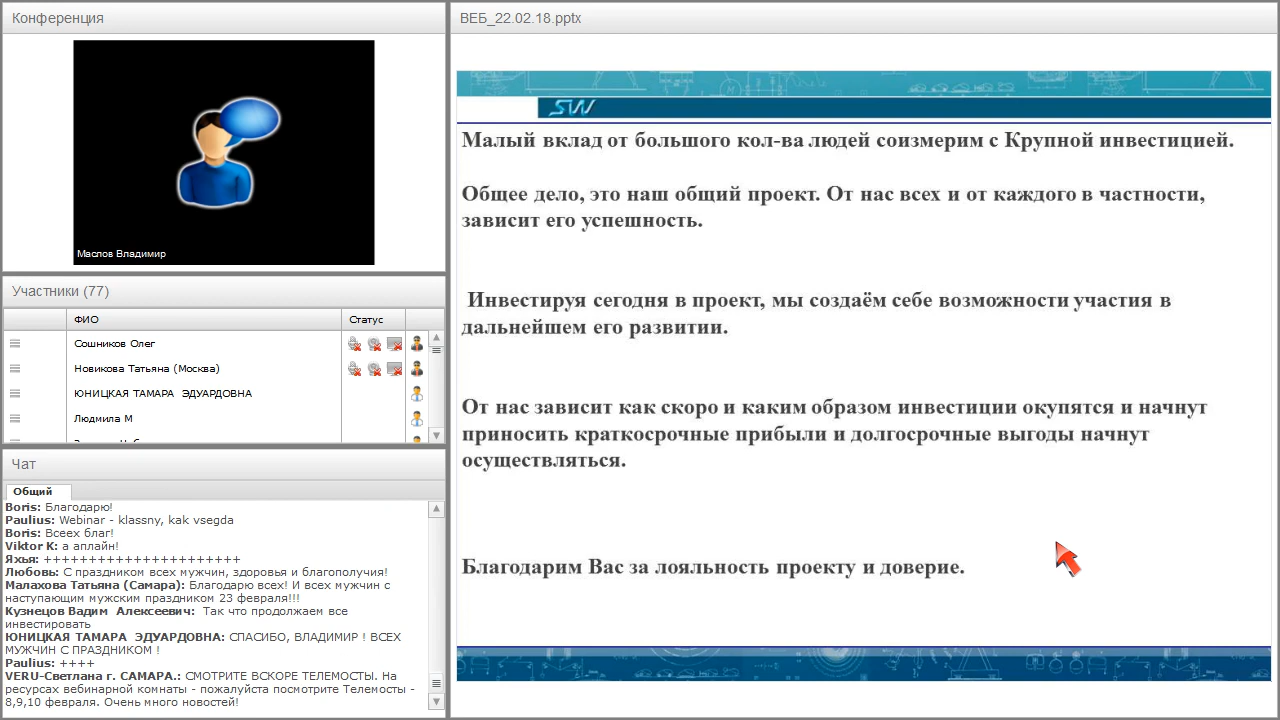 Конференция
Маслов Владимир
Участники (77)
ФИО
Статус
Сошников Олег
Новикова Татьяна (Москва)
ЮНИЦКАЯ ТАМАРА ЭДУАРДОВНА
Людмила М
Чат
Общий
Boris: Благодарю!
Paulius: Webinar - klassny, kak vsegda
Boris: Всеех благ!
Viktor K: а аплайн!
Яхья: ++++++++++++++++++++++
Любовь: С праздником всех мужчин, здоровья и благополучия!
Малахова Татьяна (Самара): Благодарю всех! И всех мужчин с
наступающим мужским праздником 23 февраля!!!
Кузнецов Вадим Алексеевич: Так что продолжаем все
инвестировать
ЮНИЦКАЯ ТАМАРА ЭДУАРДОВНА: СПАСИБО, ВЛАДИМИР ! ВСЕХ
МУЖЧИН С ПРАЗДНИКОМ !
Paulius: ++++
VERU-Светлана г. САМАРА.: СМОТРИТЕ ВСКОРЕ ТЕЛЕМОСТЫ. На
ресурсах вебинарной комнаты - пожалуйста посмотрите Телемосты -
8,9,10 февраля. Очень много новостей!
ВЕБ_22.02.18.pptx
SW
Малый вклад от большого кол-ва людей соизмерим с Крупной инвестицией.
Общее дело, это наш общий проект. От нас всех и от каждого в частности,
зависит его успешность.
Инвестируя сегодня в проект, мы создаём себе возможности участия в
дальнейшем его развитии.
От нас зависит как скоро и каким образом инвестиции окупятся и начнут
приносить краткосрочные прибыли и долгосрочные выгоды начнут
осуществляться.
Благодарим Вас за лояльность проекту и доверие.